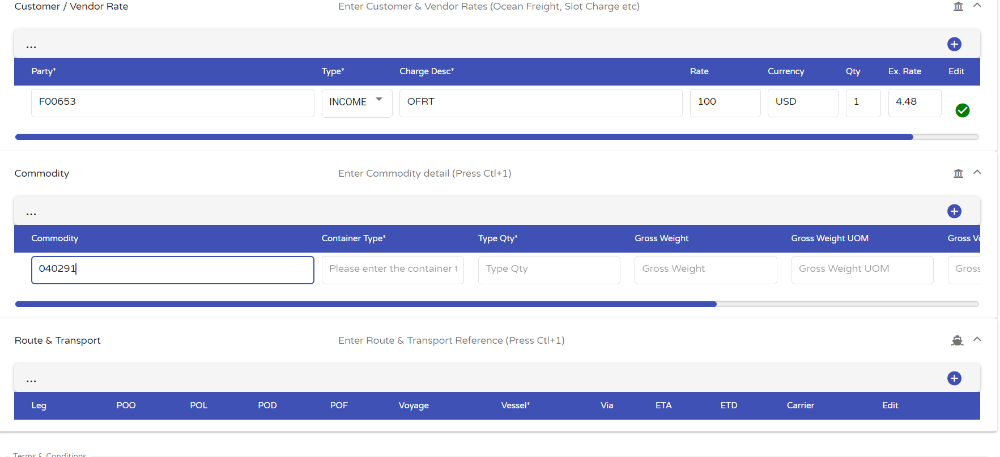 Customer / Vendor Rate Enter Customer & Vendor Rates (Ocean Freight, Slot Charge etc)
...
Party* Type* Charge Desc* Rate Currency Qty Ex. Rate Edit
F00653 INCOME OFRT 100 USD 1 4.48
Commodity Enter Commodity detail (Press Ctl+1)
...
Commodity Container Type* Type Qty* Gross Weight Gross Weight UOM Gross Vo
040291 Please enter the container t Type Qty Gross Weight Gross Weight UOM Gross
Route & Transport Enter Route & Transport Reference (Press Ctl+1)
...
Leg POO POL POD POF Voyage Vessel* Via ETA ETD Carrier Edit
Terms & Conditions